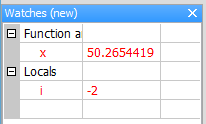 Watches (new)
Function a
x 50.2654419
Locals
i -2